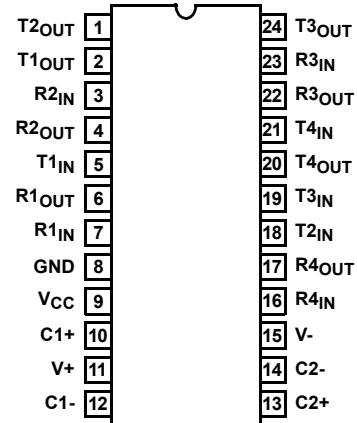 T2OUT 1 24 T3OUT
T1OUT 2 23 R3IN
R2IN 3 22 R3OUT
R2OUT 4 21 T4IN
T1IN 5 20 T4OUT
R1OUT 6 19 T3IN
R1IN 7 18 T2IN
GND 8 17 R4OUT
VCC 9 16 R4IN
C1+ 10 15 V-
V+ 11 14 C2-
C1- 12 13 C2+